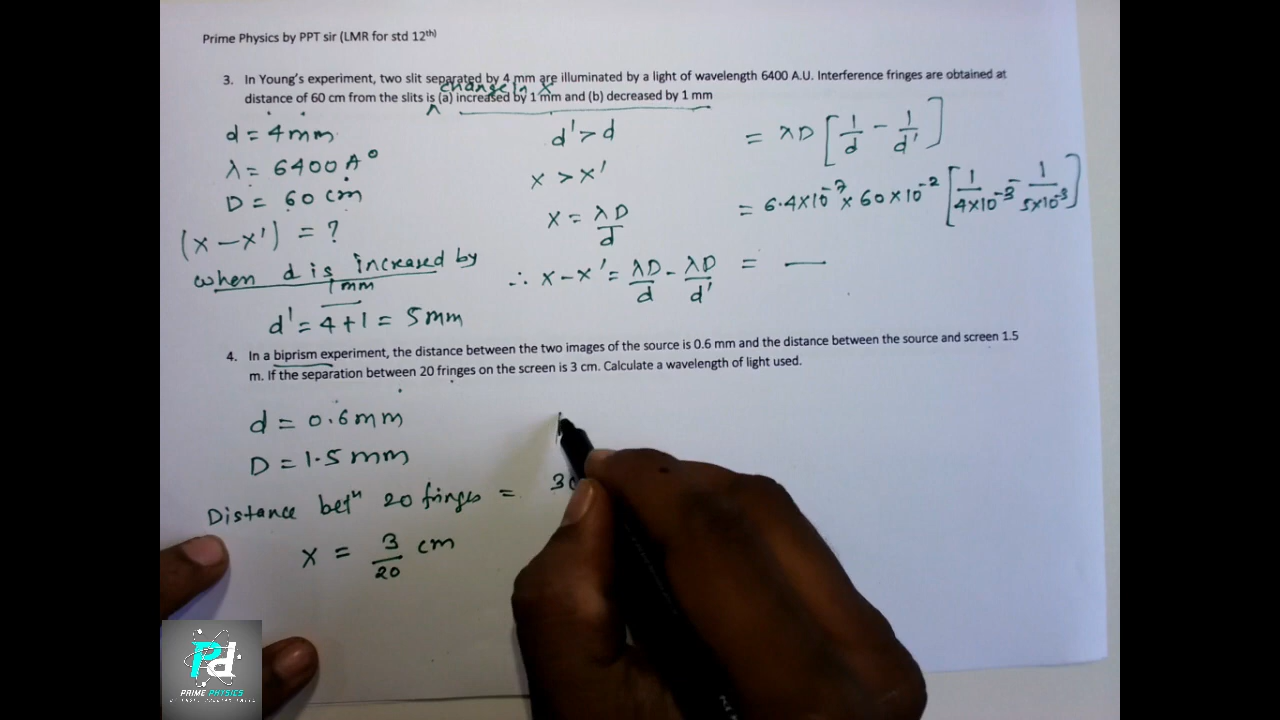 Prime Physics by PPT sir (LMR for std 12th)
3. In Young's experiment, two slit separated by 4 mm are illuminated by a light of wavelength 6400 A.U. Interference fringes are obtained at
change in X
distance of 60 cm from the slits is (a) increased by 1 mm and (b) decreased by 1 mm
d = 4mm
λ = 6400 A°
D = 60 cm
(x - x') = ?
when d is increased by
1mm
d' = 4+1 = 5mm
d' > d
x > x'
x = λD/d
∴ x - x' = λD/d - λD/d'
= λD [1/d - 1/d']
= 6.4×10⁻⁷ × 60×10⁻² [1/4×10⁻³ - 1/5×10⁻³]
= —
4. In a biprism experiment, the distance between the two images of the source is 0.6 mm and the distance between the source and screen 1.5
m. If the separation between 20 fringes on the screen is 3 cm. Calculate a wavelength of light used.
d = 0.6mm
D = 1.5mm
Distance betⁿ 20 fringes = 3c
x = 3/20 cm
Pd
PRIME PHYSICS